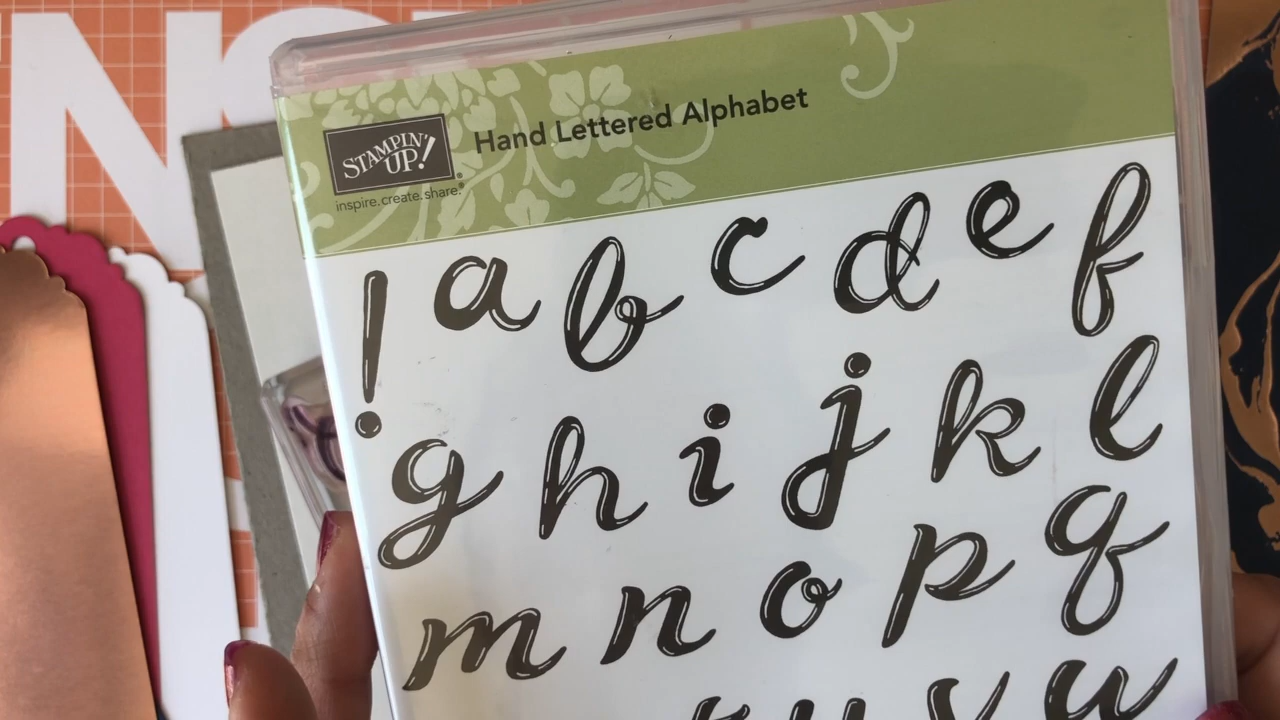 STAMPIN' UP!®
inspire.create.share.
Hand Lettered Alphabet
! a b c d e f
g h i j k l
m n o p q
u v w